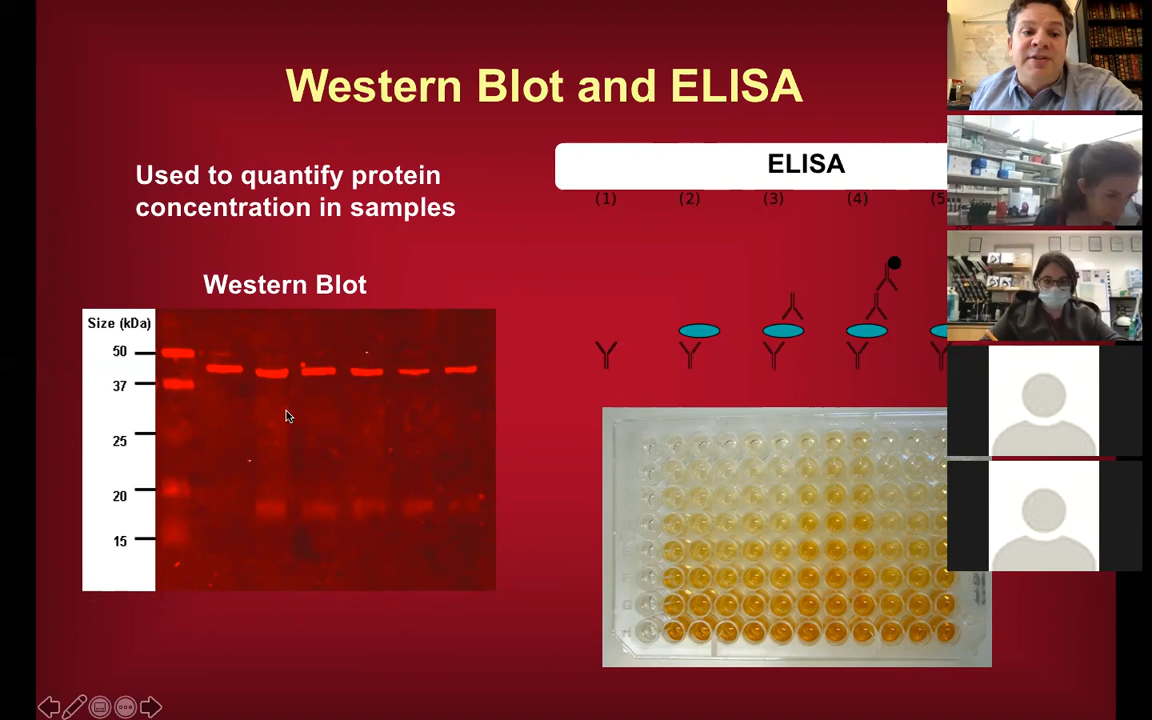 Western Blot and ELISA
Used to quantify protein
concentration in samples
Western Blot
Size (kDa)
50
37
25
20
15
ELISA
(1) (2) (3) (4) (5
F
G
H